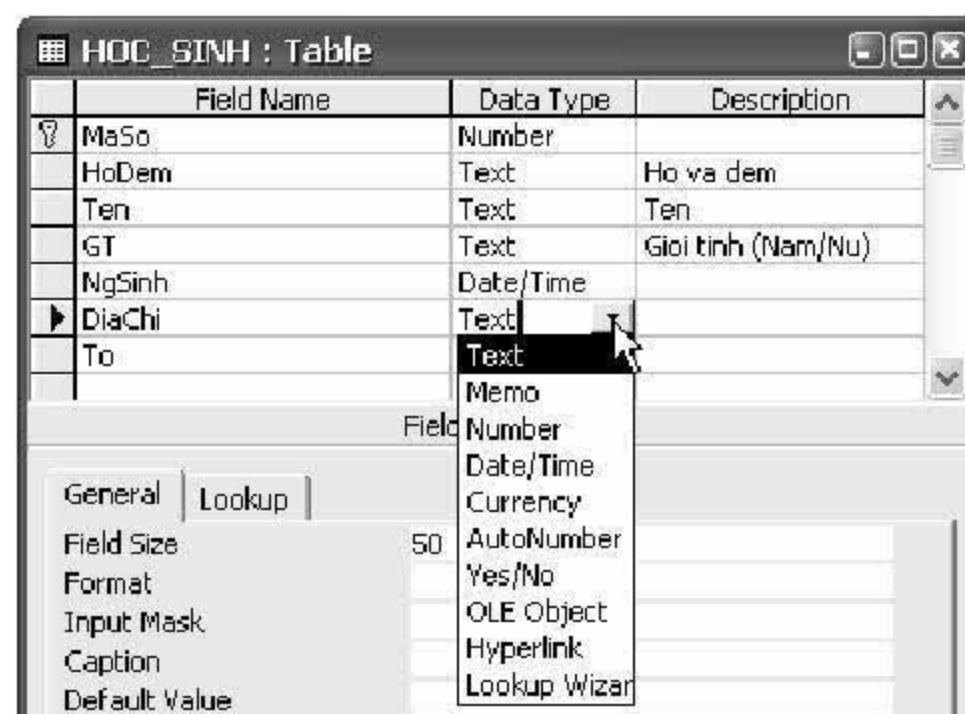 HOC_SINH : Table
Field Name Data Type Description
MaSo Number
HoDem Text Ho va dem
Ten Text Ten
GT Text Gioi tinh (Nam/Nu)
NgSinh Date/Time
DiaChi Text
To Text
Memo
Field Number
Date/Time
General Lookup Currency
Field Size 50 AutoNumber
Format Yes/No
Input Mask OLE Object
Caption Hyperlink
Default Value Lookup Wizar